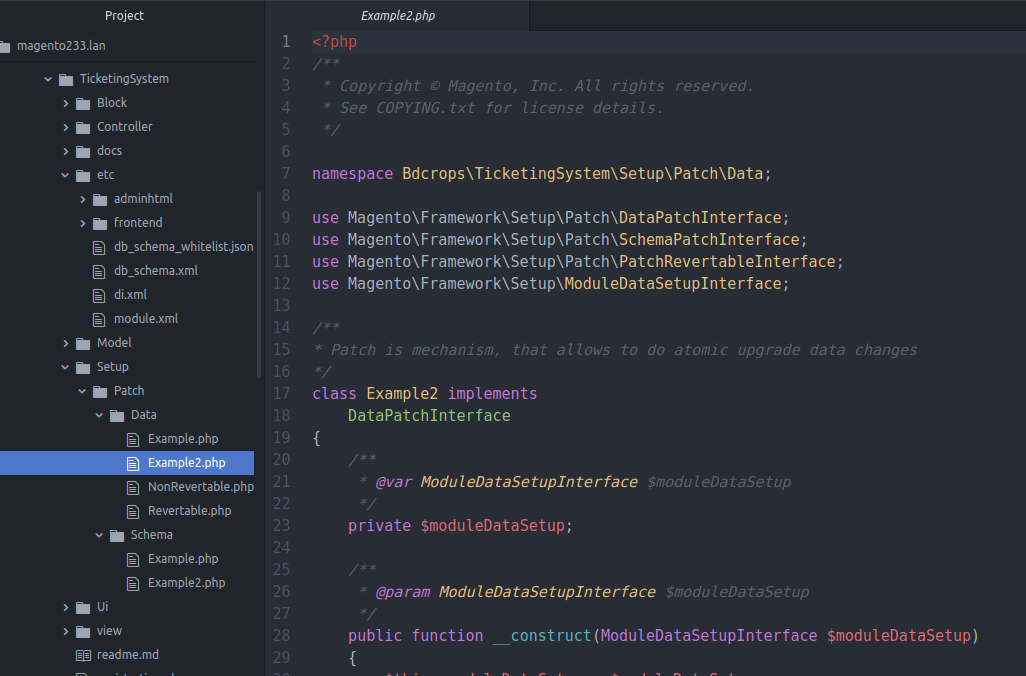 Project
magento233.lan
TicketingSystem
Block
Controller
docs
etc
adminhtml
frontend
db_schema_whitelist.json
db_schema.xml
di.xml
module.xml
Model
Setup
Patch
Data
Example.php
Example2.php
NonRevertable.php
Revertable.php
Schema
Example.php
Example2.php
Ui
view
readme.md
Example2.php
1 <?php
2 /**
3  * Copyright © Magento, Inc. All rights reserved.
4  * See COPYING.txt for license details.
5  */
6
7 namespace Bdcrops\TicketingSystem\Setup\Patch\Data;
8
9 use Magento\Framework\Setup\Patch\DataPatchInterface;
10 use Magento\Framework\Setup\Patch\SchemaPatchInterface;
11 use Magento\Framework\Setup\Patch\PatchRevertableInterface;
12 use Magento\Framework\Setup\ModuleDataSetupInterface;
13
14 /**
15 * Patch is mechanism, that allows to do atomic upgrade data changes
16 */
17 class Example2 implements
18     DataPatchInterface
19 {
20     /**
21      * @var ModuleDataSetupInterface $moduleDataSetup
22      */
23     private $moduleDataSetup;
24
25     /**
26      * @param ModuleDataSetupInterface $moduleDataSetup
27      */
28     public function __construct(ModuleDataSetupInterface $moduleDataSetup)
29     {